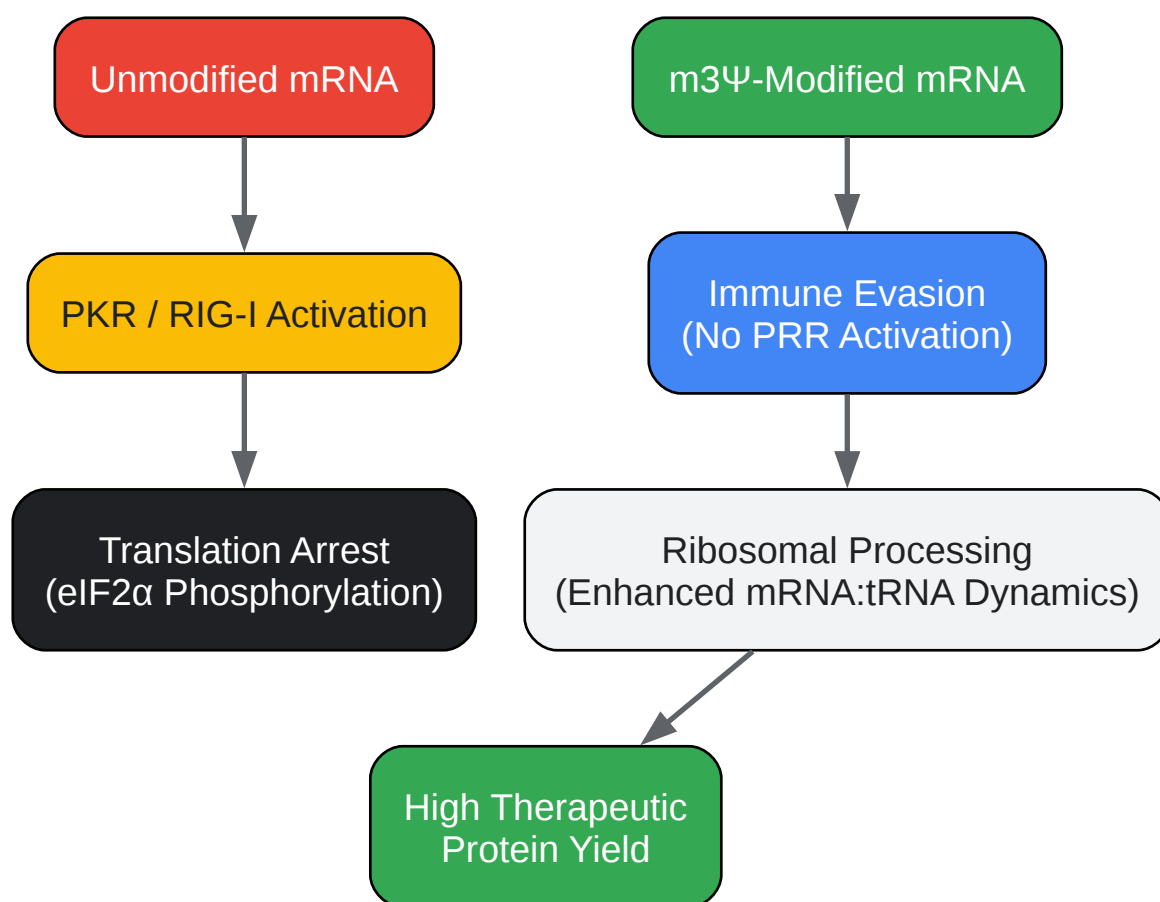 Unmodified mRNA
m3Ψ-Modified mRNA
PKR / RIG-I Activation
Immune Evasion
(No PRR Activation)
Translation Arrest
(eIF2α Phosphorylation)
Ribosomal Processing
(Enhanced mRNA:tRNA Dynamics)
High Therapeutic
Protein Yield